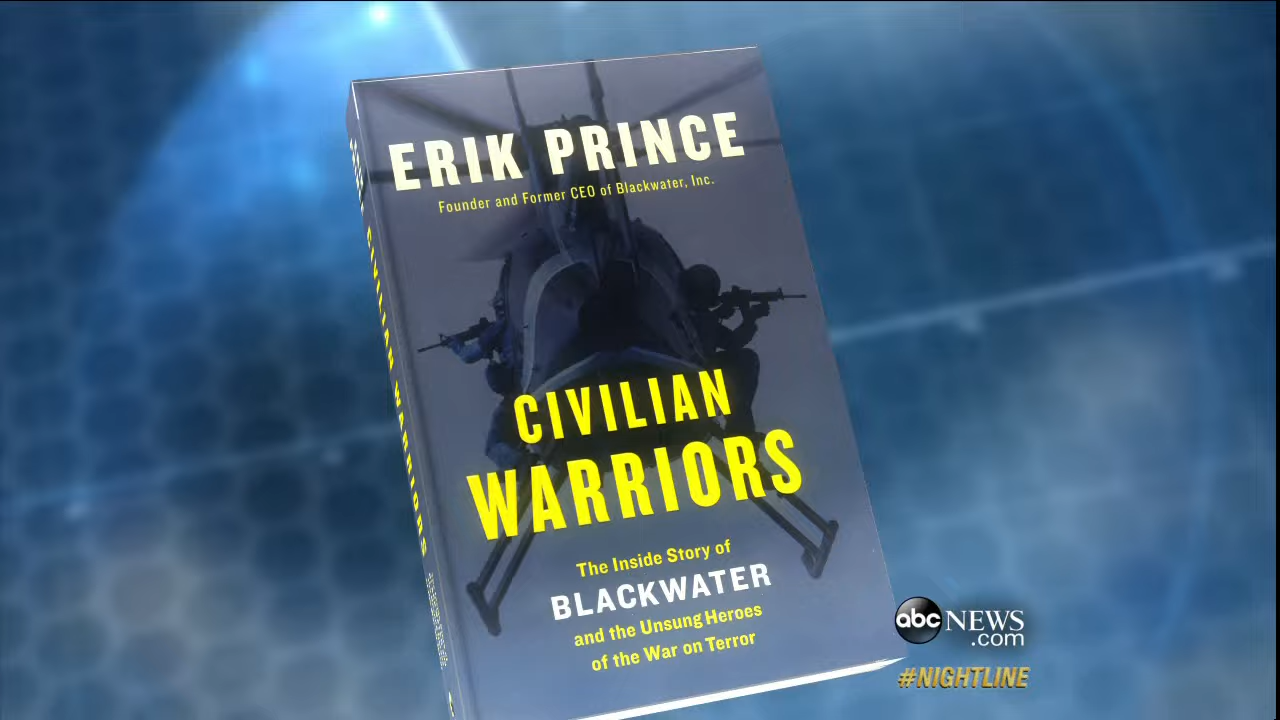 ERIK PRINCE
Founder and Former CEO of Blackwater, Inc.
CIVILIAN WARRIORS
CIVILIAN
WARRIORS
The Inside Story of
BLACKWATER
and the Unsung Heroes
of the War on Terror
abc NEWS
.com
#NIGHTLINE